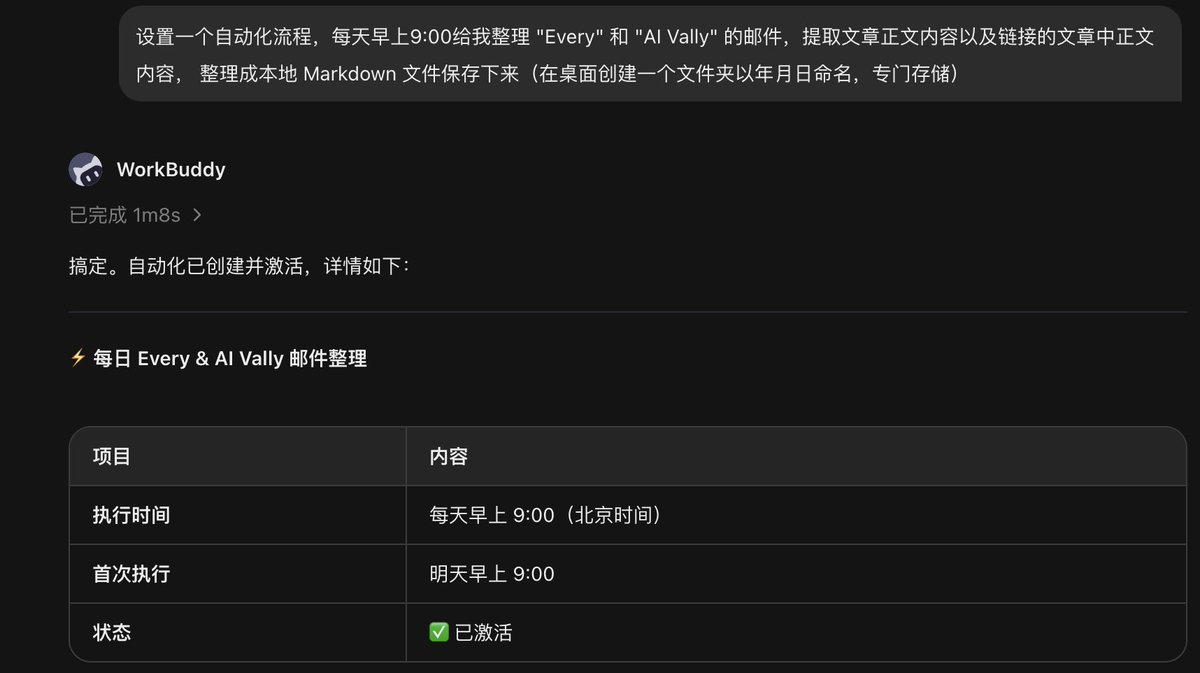 设置一个自动化流程，每天早上9:00给我整理 "Every" 和 "AI Vally" 的邮件，提取文章正文内容以及链接的文章中正文
内容， 整理成本地 Markdown 文件保存下来（在桌面创建一个文件夹以年月日命名，专门存储）
WorkBuddy
已完成 1m8s >
搞定。自动化已创建并激活，详情如下：
⚡ 每日 Every & AI Vally 邮件整理
项目 内容
执行时间 每天早上 9:00（北京时间）
首次执行 明天早上 9:00
状态 ✅ 已激活